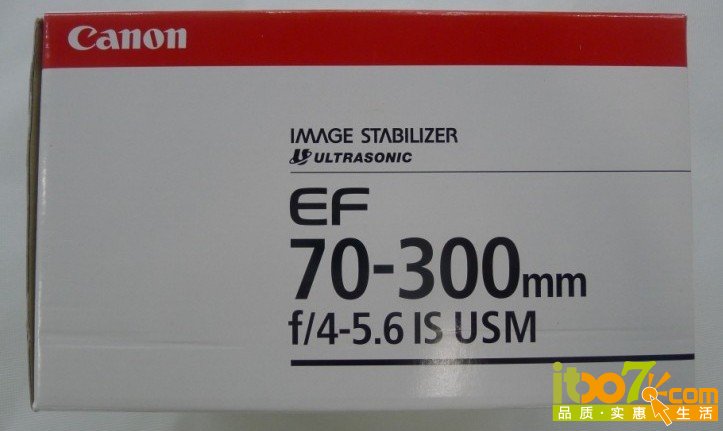 Canon
IMAGE STABILIZER
ULTRASONIC
EF
70-300mm
f/4-5.6 IS USM
itbo7.com
品质·实惠 生活